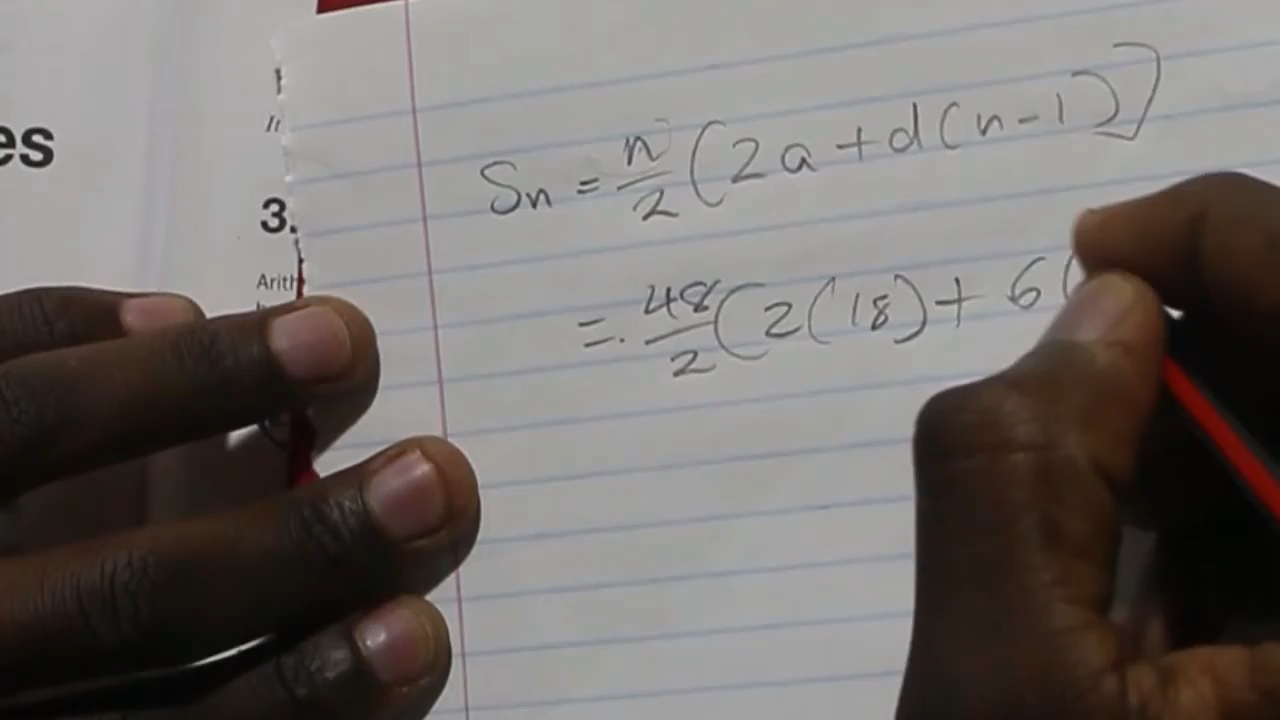 es
3.
Arith
Sn = n/2 (2a + d(n-1)]
=. 48/2 (2(18) + 6(